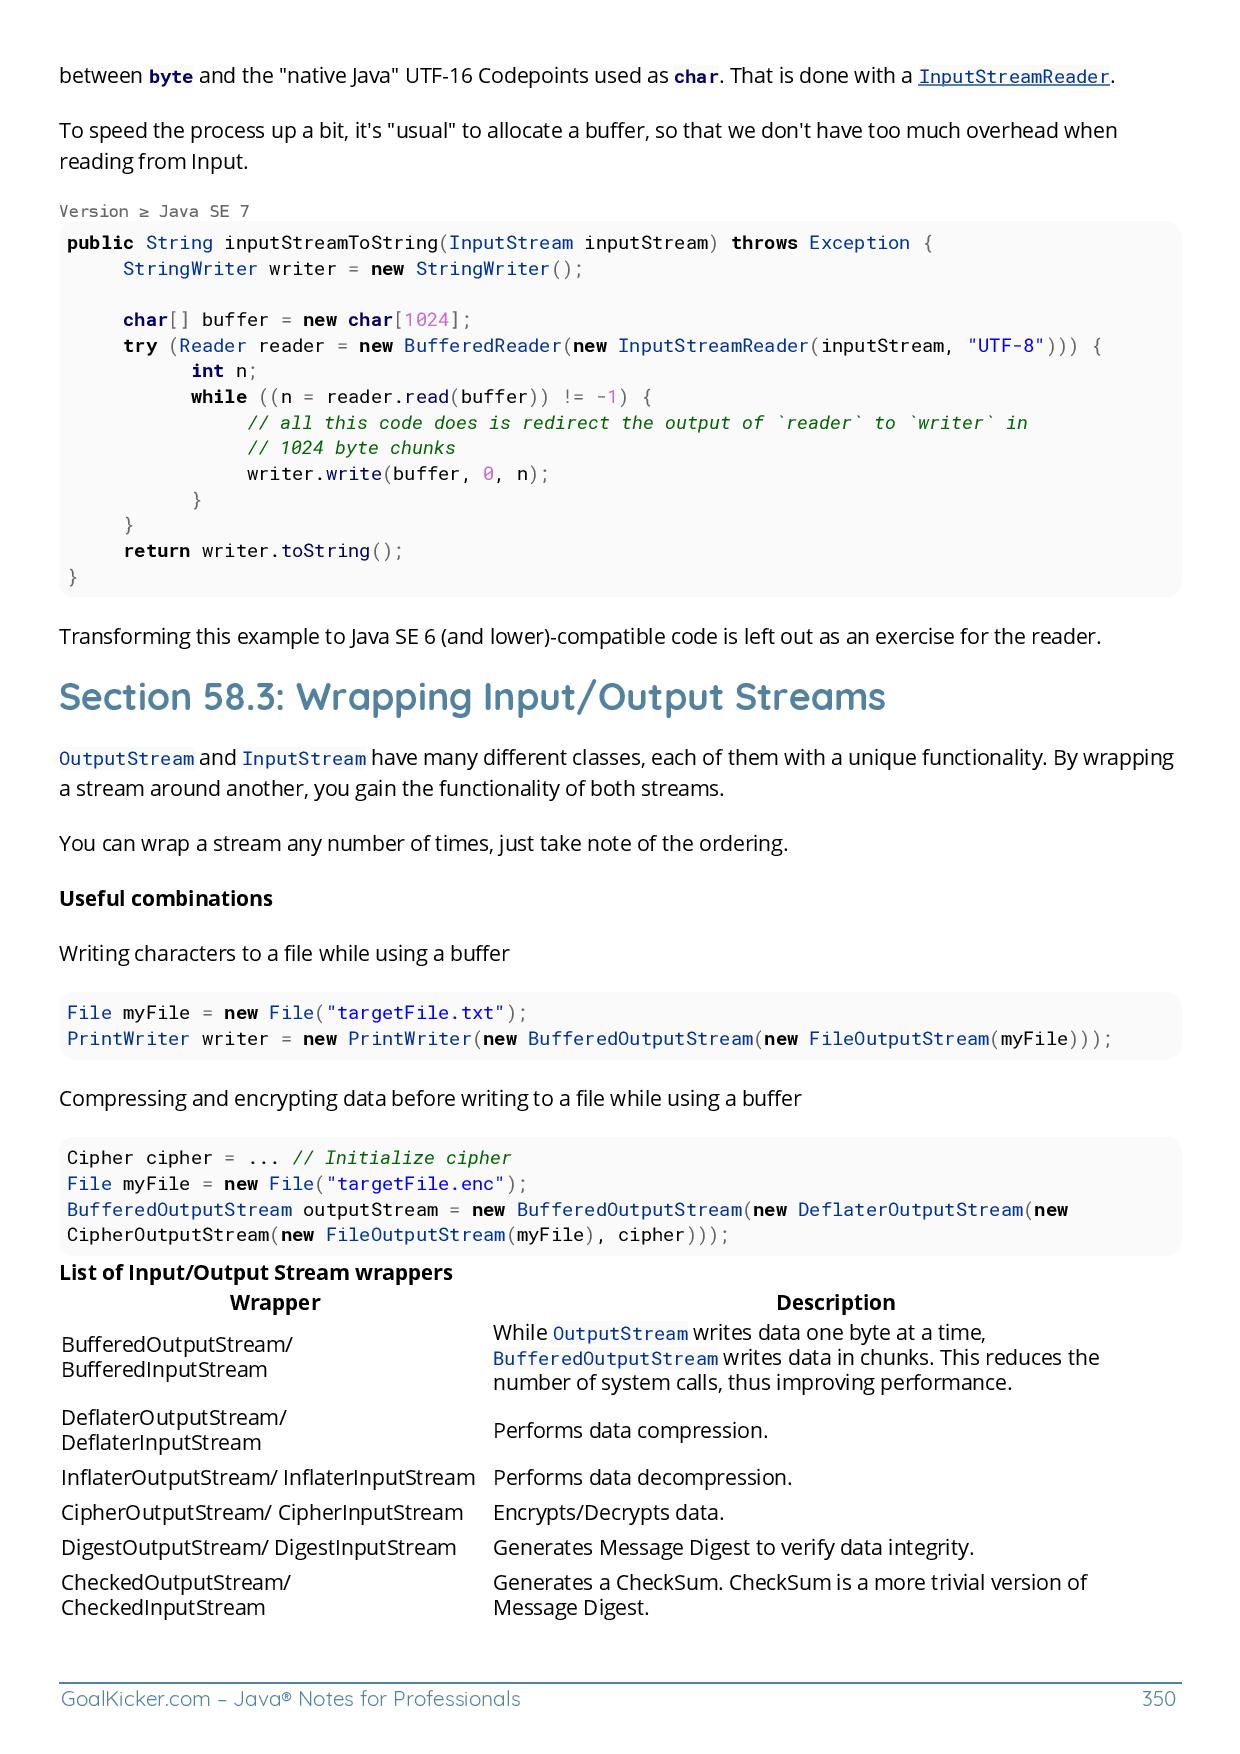 between byte and the "native Java" UTF-16 Codepoints used as char. That is done with a InputStreamReader.
To speed the process up a bit, it's "usual" to allocate a buffer, so that we don't have too much overhead when
reading from Input.
Version ≥ Java SE 7
public String inputStreamToString(InputStream inputStream) throws Exception {
     StringWriter writer = new StringWriter();
     char[] buffer = new char[1024];
     try (Reader reader = new BufferedReader(new InputStreamReader(inputStream, "UTF-8"))) {
           int n;
           while ((n = reader.read(buffer)) != -1) {
                // all this code does is redirect the output of `reader` to `writer` in
                // 1024 byte chunks
                writer.write(buffer, 0, n);
           }
     }
     return writer.toString();
}
Transforming this example to Java SE 6 (and lower)-compatible code is left out as an exercise for the reader.
Section 58.3: Wrapping Input/Output Streams
OutputStream and InputStream have many different classes, each of them with a unique functionality. By wrapping
a stream around another, you gain the functionality of both streams.
You can wrap a stream any number of times, just take note of the ordering.
Useful combinations
Writing characters to a file while using a buffer
File myFile = new File("targetFile.txt");
PrintWriter writer = new PrintWriter(new BufferedOutputStream(new FileOutputStream(myFile)));
Compressing and encrypting data before writing to a file while using a buffer
Cipher cipher = ... // Initialize cipher
File myFile = new File("targetFile.enc");
BufferedOutputStream outputStream = new BufferedOutputStream(new DeflaterOutputStream(new
CipherOutputStream(new FileOutputStream(myFile), cipher)));
List of Input/Output Stream wrappers
Wrapper Description
BufferedOutputStream/
BufferedInputStream
While OutputStream writes data one byte at a time,
BufferedOutputStream writes data in chunks. This reduces the
number of system calls, thus improving performance.
DeflaterOutputStream/
DeflaterInputStream
Performs data compression.
InflaterOutputStream/ InflaterInputStream Performs data decompression.
CipherOutputStream/ CipherInputStream Encrypts/Decrypts data.
DigestOutputStream/ DigestInputStream Generates Message Digest to verify data integrity.
CheckedOutputStream/
CheckedInputStream
Generates a CheckSum. CheckSum is a more trivial version of
Message Digest.
GoalKicker.com – Java® Notes for Professionals 350